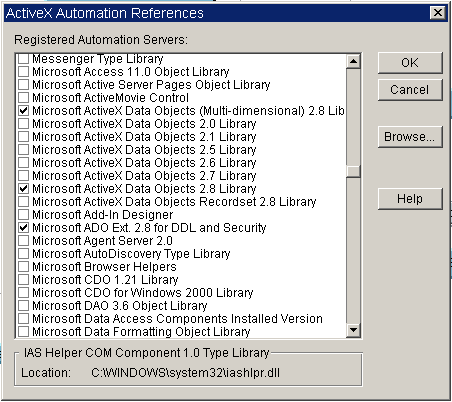 ActiveX Automation References
Registered Automation Servers:
Messenger Type Library
Microsoft Access 11.0 Object Library
Microsoft Active Server Pages Object Library
Microsoft ActiveMovie Control
Microsoft ActiveX Data Objects (Multi-dimensional) 2.8 Lib
Microsoft ActiveX Data Objects 2.0 Library
Microsoft ActiveX Data Objects 2.1 Library
Microsoft ActiveX Data Objects 2.5 Library
Microsoft ActiveX Data Objects 2.6 Library
Microsoft ActiveX Data Objects 2.7 Library
Microsoft ActiveX Data Objects 2.8 Library
Microsoft ActiveX Data Objects Recordset 2.8 Library
Microsoft Add-In Designer
Microsoft ADO Ext. 2.8 for DDL and Security
Microsoft Agent Server 2.0
Microsoft AutoDiscovery Type Library
Microsoft Browser Helpers
Microsoft CDO 1.21 Library
Microsoft CDO for Windows 2000 Library
Microsoft DAO 3.6 Object Library
Microsoft Data Access Components Installed Version
Microsoft Data Formatting Object Library
OK
Cancel
Browse...
Help
IAS Helper COM Component 1.0 Type Library
Location: C:\WINDOWS\system32\iashlpr.dll